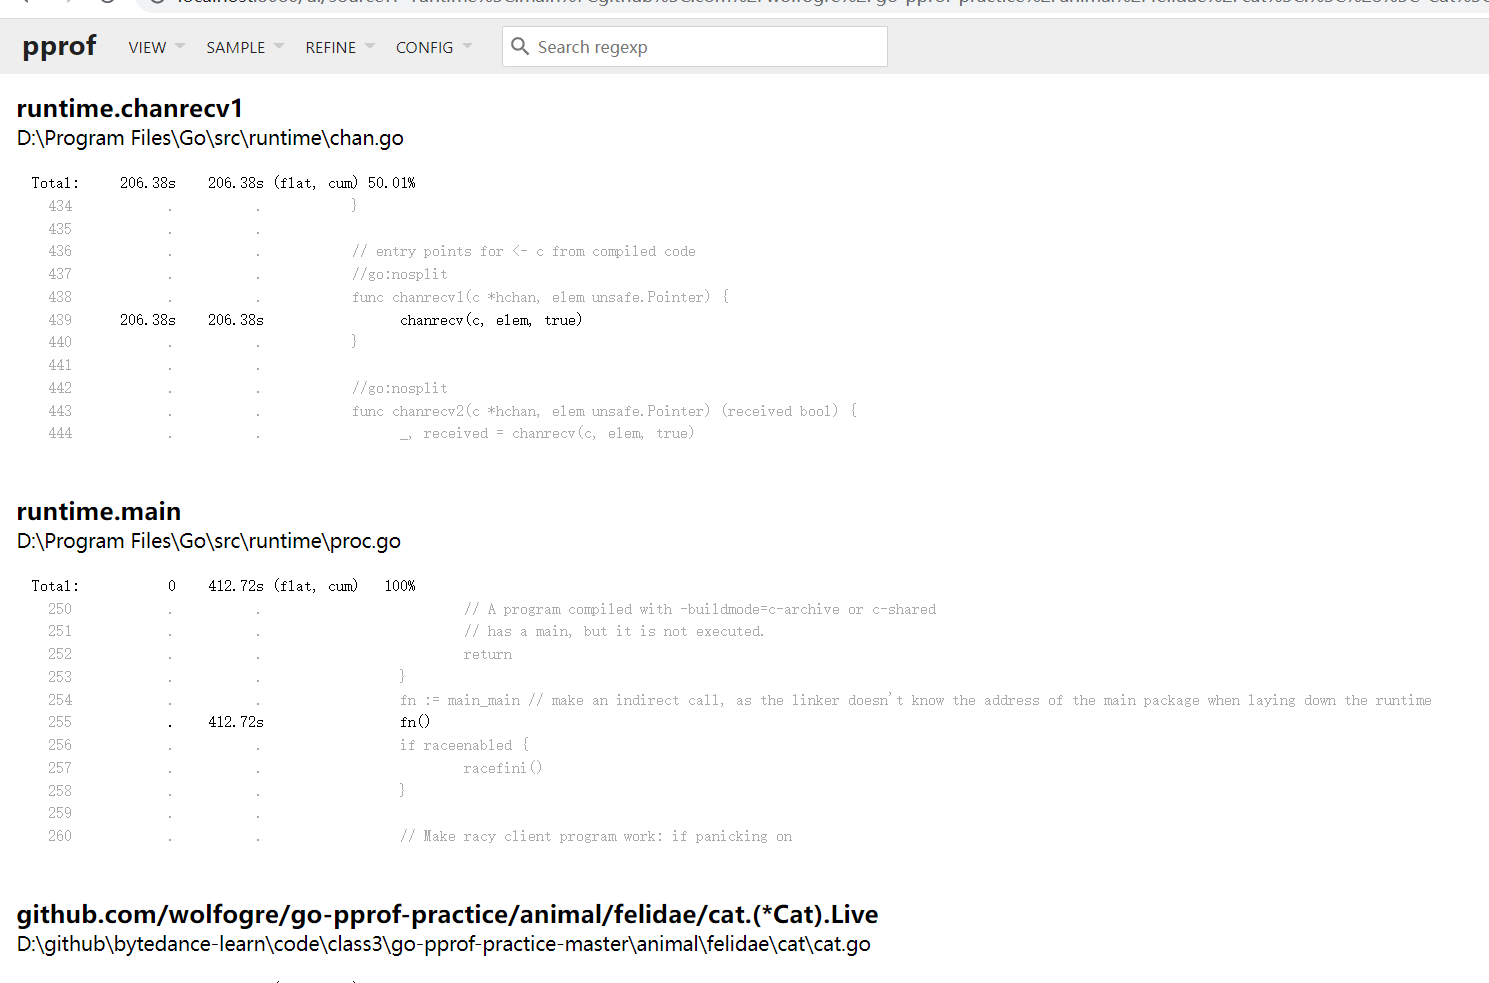 pprof VIEW SAMPLE REFINE CONFIG Search regexp
runtime.chanrecv1
D:\Program Files\Go\src\runtime\chan.go
Total: 206.38s 206.38s (flat, cum) 50.01%
434 . . }
435 . .
436 . . // entry points for <- c from compiled code
437 . . //go:nosplit
438 . . func chanrecv1(c *hchan, elem unsafe.Pointer) {
439 206.38s 206.38s chanrecv(c, elem, true)
440 . . }
441 . .
442 . . //go:nosplit
443 . . func chanrecv2(c *hchan, elem unsafe.Pointer) (received bool) {
444 . . _, received = chanrecv(c, elem, true)
runtime.main
D:\Program Files\Go\src\runtime\proc.go
Total: 0 412.72s (flat, cum) 100%
250 . . // A program compiled with -buildmode=c-archive or c-shared
251 . . // has a main, but it is not executed.
252 . . return
253 . . }
254 . . fn := main_main // make an indirect call, as the linker doesn't know the address of the main package when laying down the runtime
255 . 412.72s fn()
256 . . if raceenabled {
257 . . racefini()
258 . . }
259 . .
260 . . // Make racy client program work: if panicking on
github.com/wolfogre/go-pprof-practice/animal/felidae/cat.(*Cat).Live
D:\github\bytedance-learn\code\class3\go-pprof-practice-master\animal\felidae\cat\cat.go